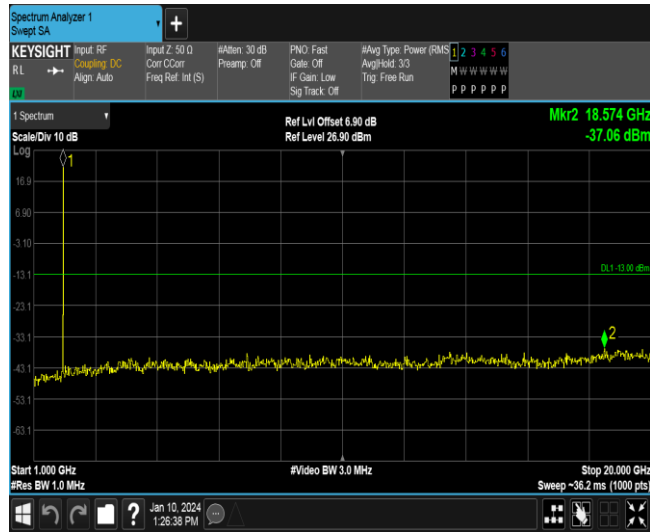 Spectrum Analyzer 1
Swept SA
KEYSIGHT Input: RF Input Z: 50 Ω #Atten: 30 dB PNO: Fast #Avg Type: Power (RMS 1 2 3 4 5 6
RL Coupling: DC Corr CCorr Preamp: Off Gate: Off Avg|Hold: 3/3 M W W W W W
Align: Auto Freq Ref: Int (S) IF Gain: Low Trig: Free Run
LXI Sig Track: Off P P P P P P
1 Spectrum Ref Lvl Offset 6.90 dB Mkr2 18.574 GHz
Scale/Div 10 dB Ref Level 26.90 dBm -37.06 dBm
Log
1
16.9
6.90
-3.10
-13.1
DL1 -13.00 dBm
-23.1
-33.1
2
-43.1
-53.1
-63.1
Start 1.000 GHz #Video BW 3.0 MHz Stop 20.000 GHz
#Res BW 1.0 MHz Sweep ~36.2 ms (1000 pts)
? Jan 10, 2024
1:26:38 PM